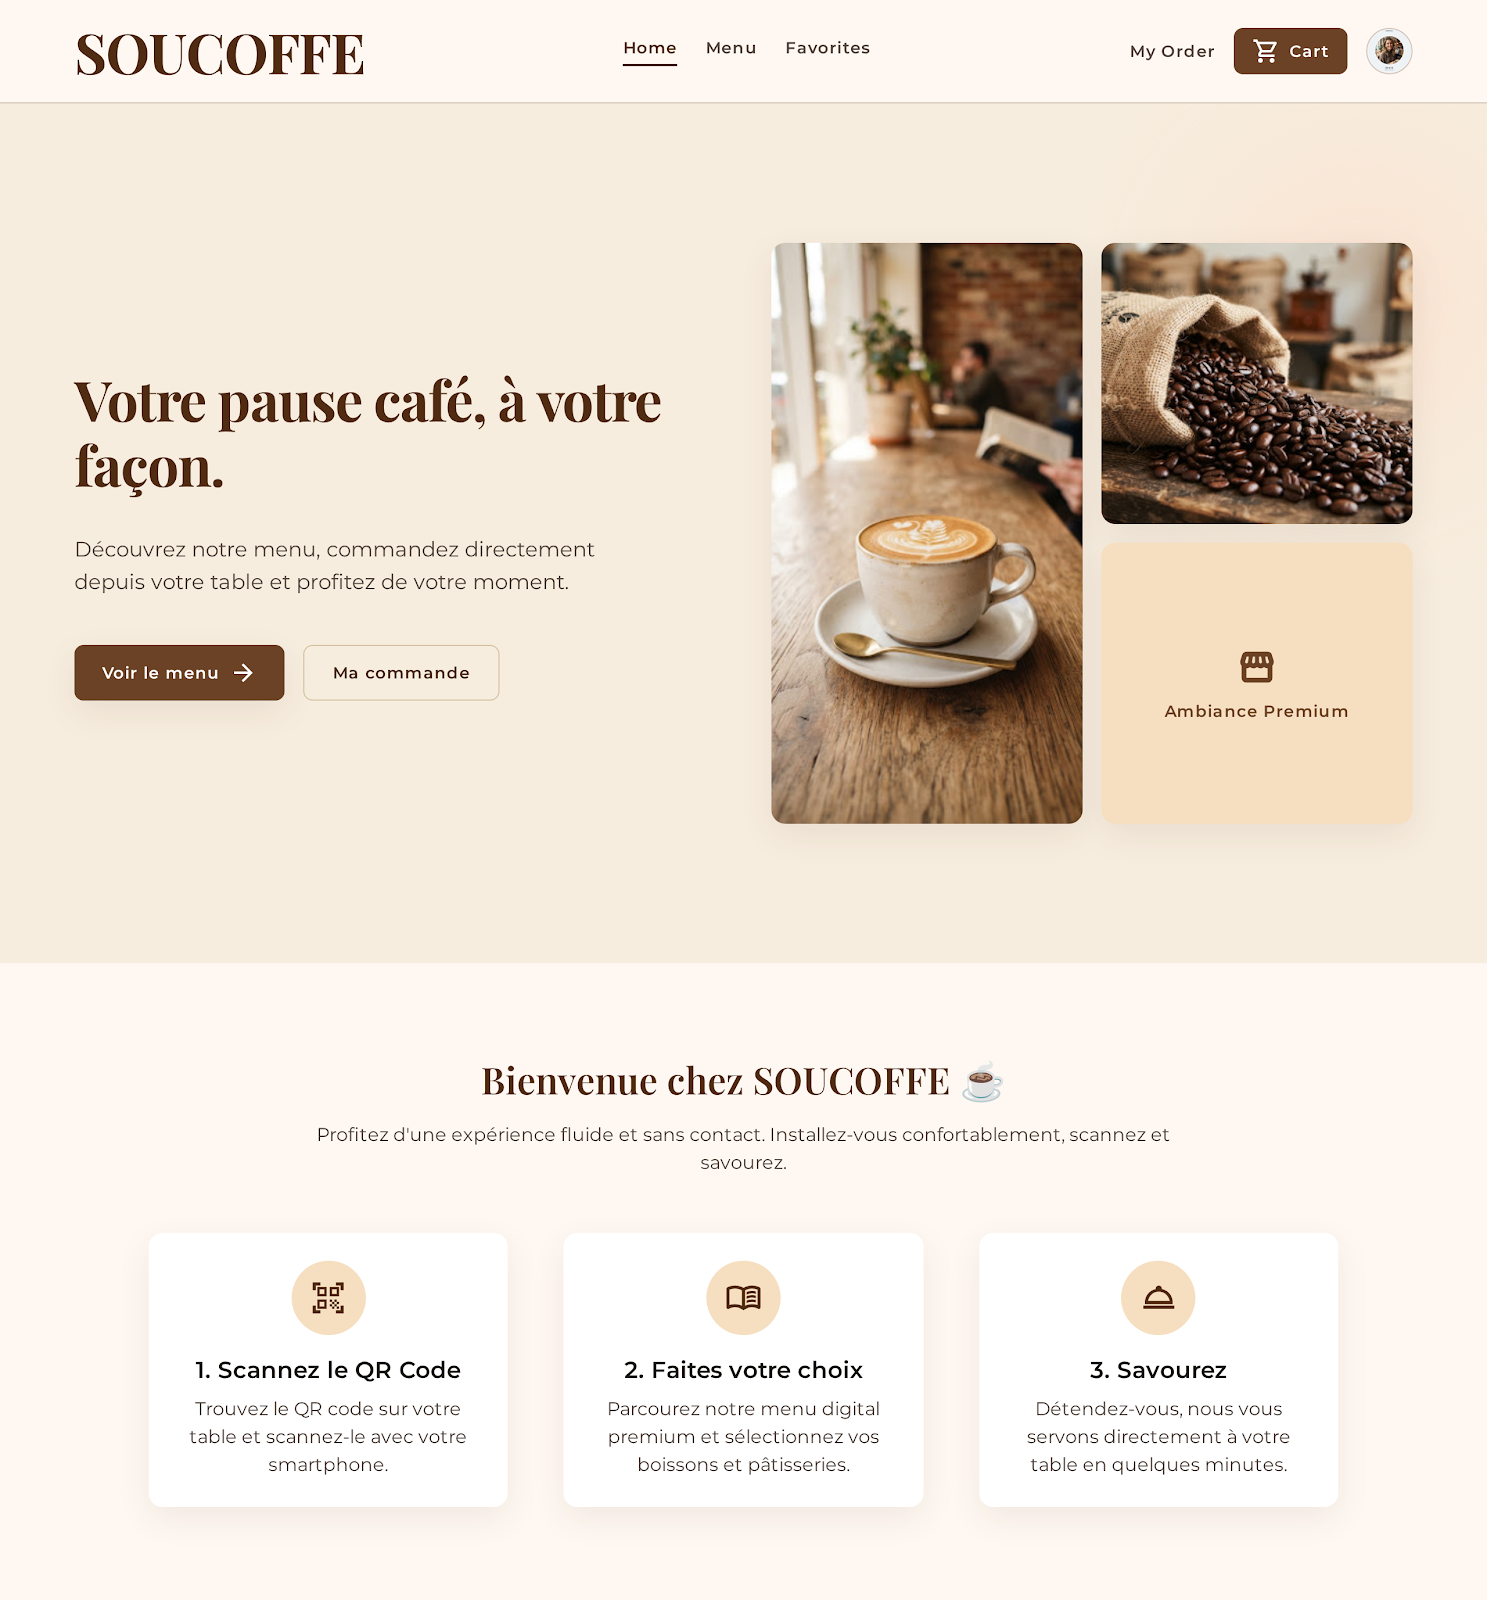 SOUCOFFE
Home Menu Favorites
My Order Cart
Votre pause café, à votre
façon.
Découvrez notre menu, commandez directement
depuis votre table et profitez de votre moment.
Voir le menu
Ma commande
Ambiance Premium
Bienvenue chez SOUCOFFE ☕
Profitez d'une expérience fluide et sans contact. Installez-vous confortablement, scannez et
savourez.
1. Scannez le QR Code
Trouvez le QR code sur votre
table et scannez-le avec votre
smartphone.
2. Faites votre choix
Parcourez notre menu digital
premium et sélectionnez vos
boissons et pâtisseries.
3. Savourez
Détendez-vous, nous vous
servons directement à votre
table en quelques minutes.